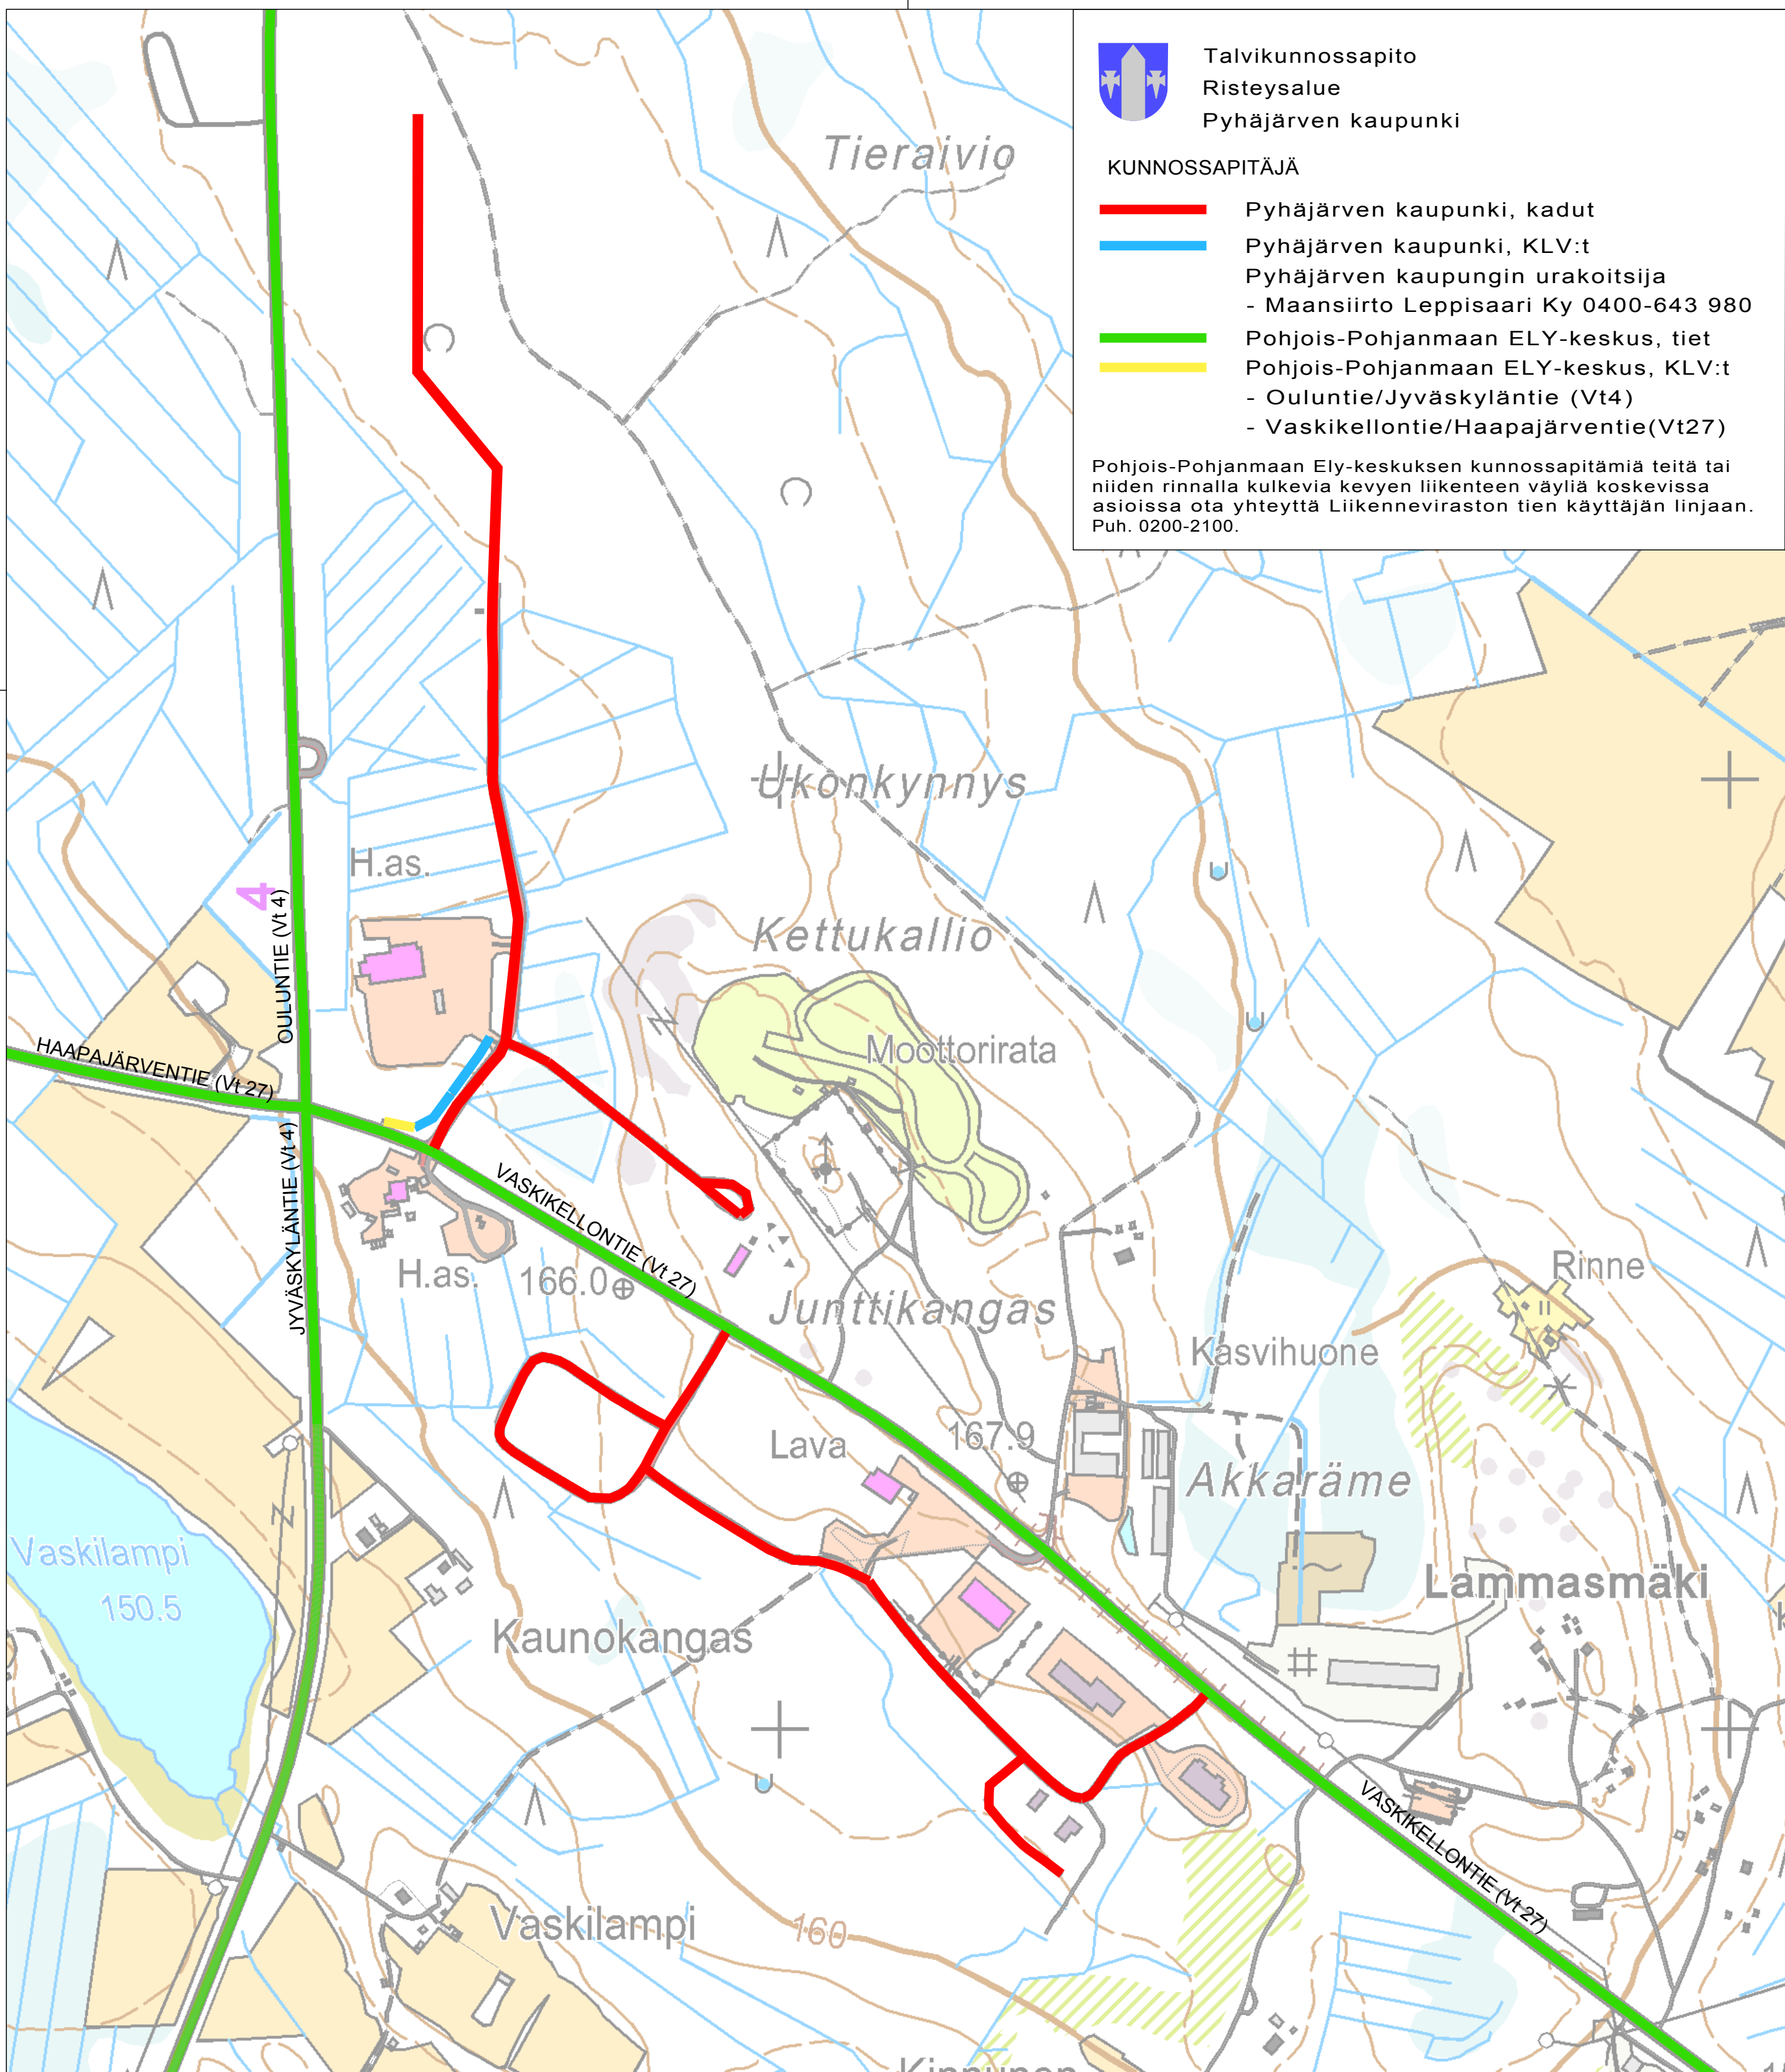 Talvikunnossapito
Risteysalue
Pyhäjärven kaupunki
KUNNOSSAPITÄJÄ
Pyhäjärven kaupunki, kadut
Pyhäjärven kaupunki, KLV:t
Pyhäjärven kaupungin urakoitsija
- Maansiirto Leppisaari Ky 0400-643 980
Pohjois-Pohjanmaan ELY-keskus, tiet
Pohjois-Pohjanmaan ELY-keskus, KLV:t
- Ouluntie/Jyväskyläntie (Vt4)
- Vaskikellontie/Haapajärventie(Vt27)
Pohjois-Pohjanmaan Ely-keskuksen kunnossapitämiä teitä tai
niiden rinnalla kulkevia kevyen liikenteen väyliä koskevissa
asioissa ota yhteyttä Liikenneviraston tien käyttäjän linjaan.
Puh. 0200-2100.
Tieraivio
Ukonkynnys
H.as.
4
OULUNTIE (Vt 4)
Kettukallio
Moottorirata
HAAPAJÄRVENTIE (Vt 27)
JYVÄSKYLÄNTIE (Vt 4)
VASKIKELLONTIE (Vt 27)
H.as.
166.0
Junttikangas
Rinne
Kasvihuone
Lava
167.9
Akkaräme
Vaskilampi
150.5
Lammasmäki
Kaunokangas
VASKIKELLONTIE (Vt 27)
Vaskilampi
160